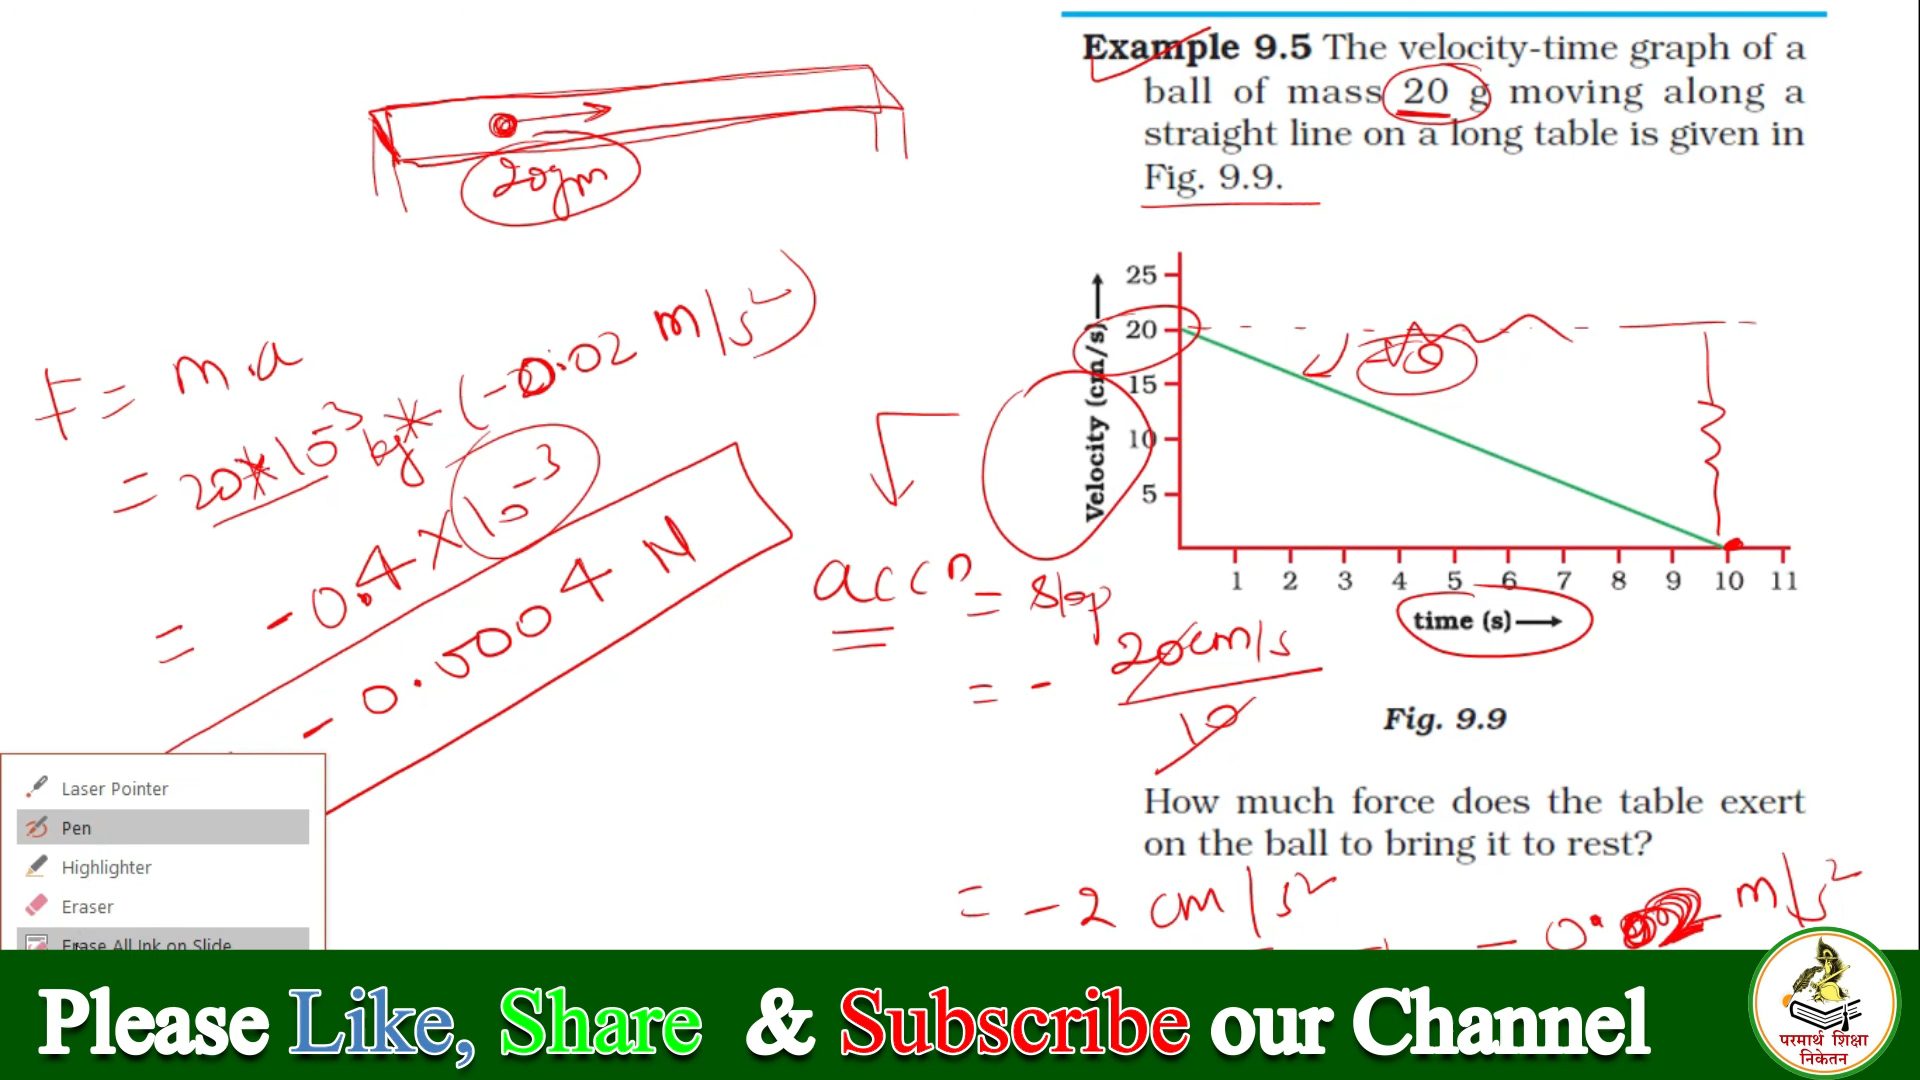 Example 9.5 The velocity-time graph of a
ball of mass 20 g moving along a
straight line on a long table is given in
Fig. 9.9.
20gm
F = m.a
= 20*10⁻³ kg * (-0.02 m/s²)
= -0.4 × 10⁻³
- 0.0004 N
Velocity (cm/s)
25
20
15
10
5
1 2 3 4 5 6 7 8 9 10 11
time (s)
Fig. 9.9
accn = slop
= - 20cm/s
10
How much force does the table exert
on the ball to bring it to rest?
= -2 cm/s²
- 0.02 m/s²
Laser Pointer
Pen
Highlighter
Eraser
Erase All Ink on Slide
Please Like, Share & Subscribe our Channel
परमार्थ शिक्षा
निकेतन